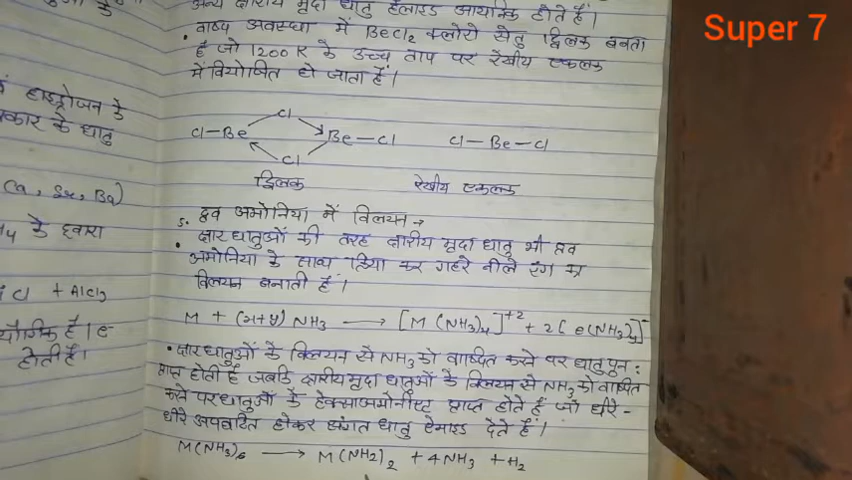 Super 7
अन्य क्षारीय मृदा धातु हैलाइड आयनिक होते हैं।
• वाष्प अवस्था में BeCl2 क्लोरो सेतु द्विलक बनता
है जो 1200 K के उच्च ताप पर रेखीय एकलक
में वियोजित हो जाता है।
हाइड्रोजन के
के धातु
Ca, Sr, Ba)
के द्वारा
Cl + AlCl3
यौगिक है। e
होती है।
Cl
Cl-Be Be-Cl Cl-Be-Cl
Cl
द्विलक रेखीय एकलक
5. द्रव अमोनिया में विलयन →
• क्षार धातुओं की तरह क्षारीय मृदा धातु भी द्रव
अमोनिया के साथ क्रिया कर गहरे नीले रंग का
विलयन बनाती हैं।
M + (x+y) NH3 → [M (NH3)x]+2 + 2[e(NH3)y]-
• क्षार धातुओं के विलयन से NH3 को वाष्पित करने पर धातु पुन:
प्राप्त होती है जबकि क्षारीय मृदा धातुओं के विलयन से NH3 को वाष्पित
करने पर धातुओं के हेक्साअमोनीएट प्राप्त होते हैं जो धीरे-
धीरे अपघटित होकर संगत धातु ऐमाइड देते हैं।
M(NH3)6 → M(NH2)2 + 4NH3 + H2